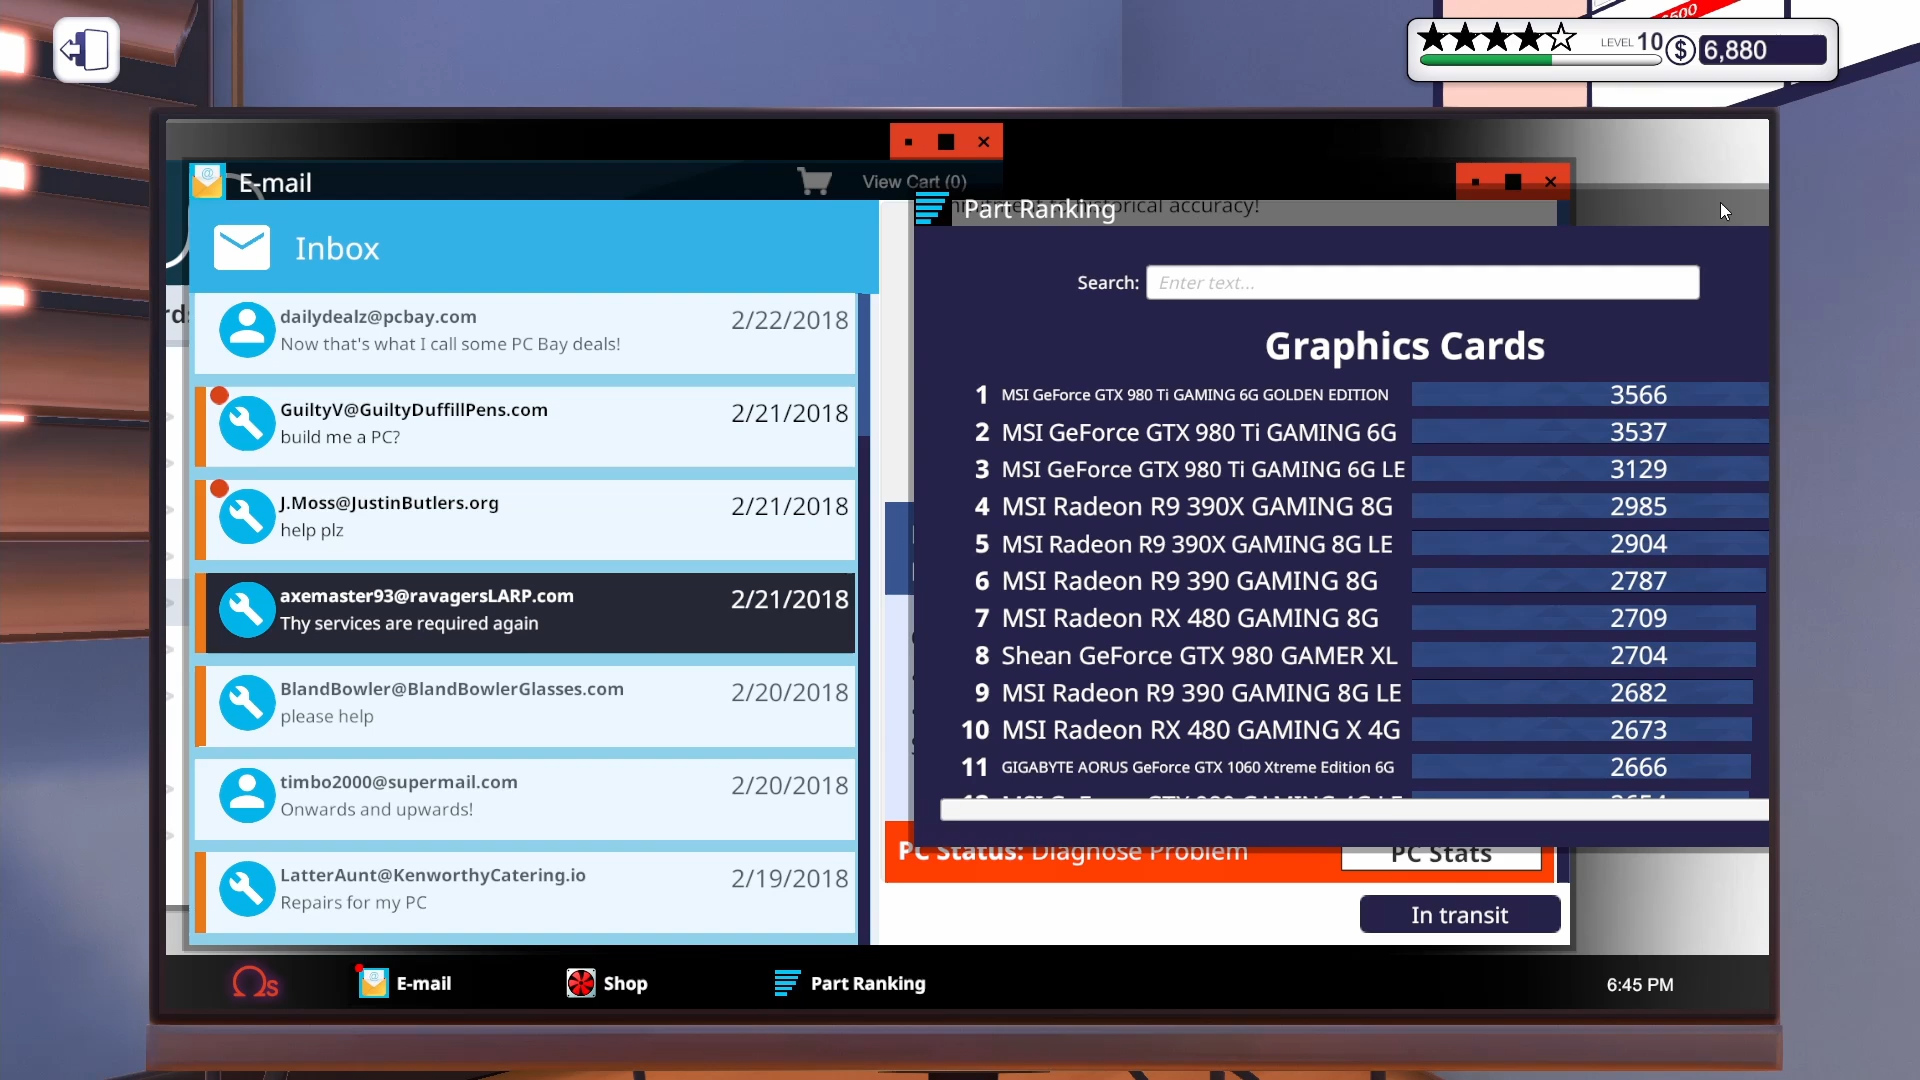 $500
LEVEL 10
$ 6,880
E-mail
View Cart (0)
Part Ranking
historical accuracy!
Inbox
Search:
Enter text...
dailydealz@pcbay.com
2/22/2018
Now that's what I call some PC Bay deals!
GuiltyV@GuiltyDuffillPens.com
2/21/2018
build me a PC?
J.Moss@JustinButlers.org
2/21/2018
help plz
axemaster93@ravagersLARP.com
2/21/2018
Thy services are required again
BlandBowler@BlandBowlerGlasses.com
2/20/2018
please help
timbo2000@supermail.com
2/20/2018
Onwards and upwards!
LatterAunt@KenworthyCatering.io
2/19/2018
Repairs for my PC
Graphics Cards
1 MSI GeForce GTX 980 Ti GAMING 6G GOLDEN EDITION 3566
2 MSI GeForce GTX 980 Ti GAMING 6G 3537
3 MSI GeForce GTX 980 Ti GAMING 6G LE 3129
4 MSI Radeon R9 390X GAMING 8G 2985
5 MSI Radeon R9 390X GAMING 8G LE 2904
6 MSI Radeon R9 390 GAMING 8G 2787
7 MSI Radeon RX 480 GAMING 8G 2709
8 Shean GeForce GTX 980 GAMER XL 2704
9 MSI Radeon R9 390 GAMING 8G LE 2682
10 MSI Radeon RX 480 GAMING X 4G 2673
11 GIGABYTE AORUS GeForce GTX 1060 Xtreme Edition 6G 2666
PC Status: Diagnose Problem
PC Stats
In transit
Ωs
E-mail
Shop
Part Ranking
6:45 PM